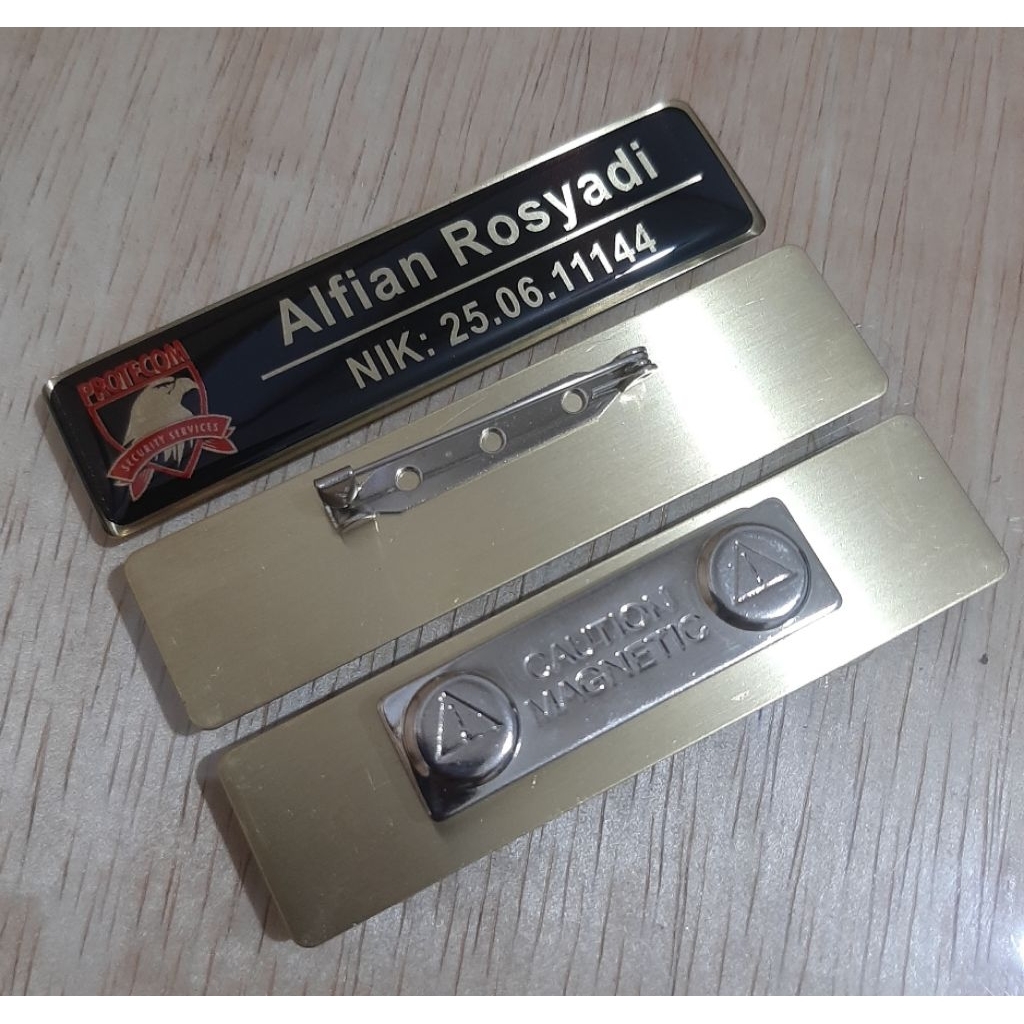 Alfian Rosyadi
NIK: 25.06.11144
PROTECOM
SECURITY SERVICES
CAUTION
MAGNETIC